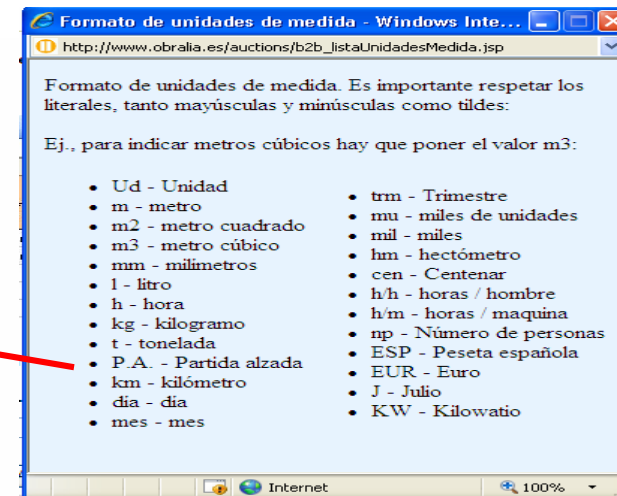 Formato de unidades de medida - Windows Inte...
http://www.obralia.es/auctions/b2b_listaUnidadesMedida.jsp
Formato de unidades de medida. Es importante respetar los
literales, tanto mayúsculas y minúsculas como tildes:
Ej., para indicar metros cúbicos hay que poner el valor m3:
• Ud - Unidad
• m - metro
• m2 - metro cuadrado
• m3 - metro cúbico
• mm - milímetros
• l - litro
• h - hora
• kg - kilogramo
• t - tonelada
• P.A. - Partida alzada
• km - kilómetro
• día - día
• mes - mes
• trm - Trimestre
• mu - miles de unidades
• mil - miles
• hm - hectómetro
• cen - Centenar
• h/h - horas / hombre
• h/m - horas / maquina
• np - Número de personas
• ESP - Peseta española
• EUR - Euro
• J - Julio
• KW - Kilowatio
Internet
100%